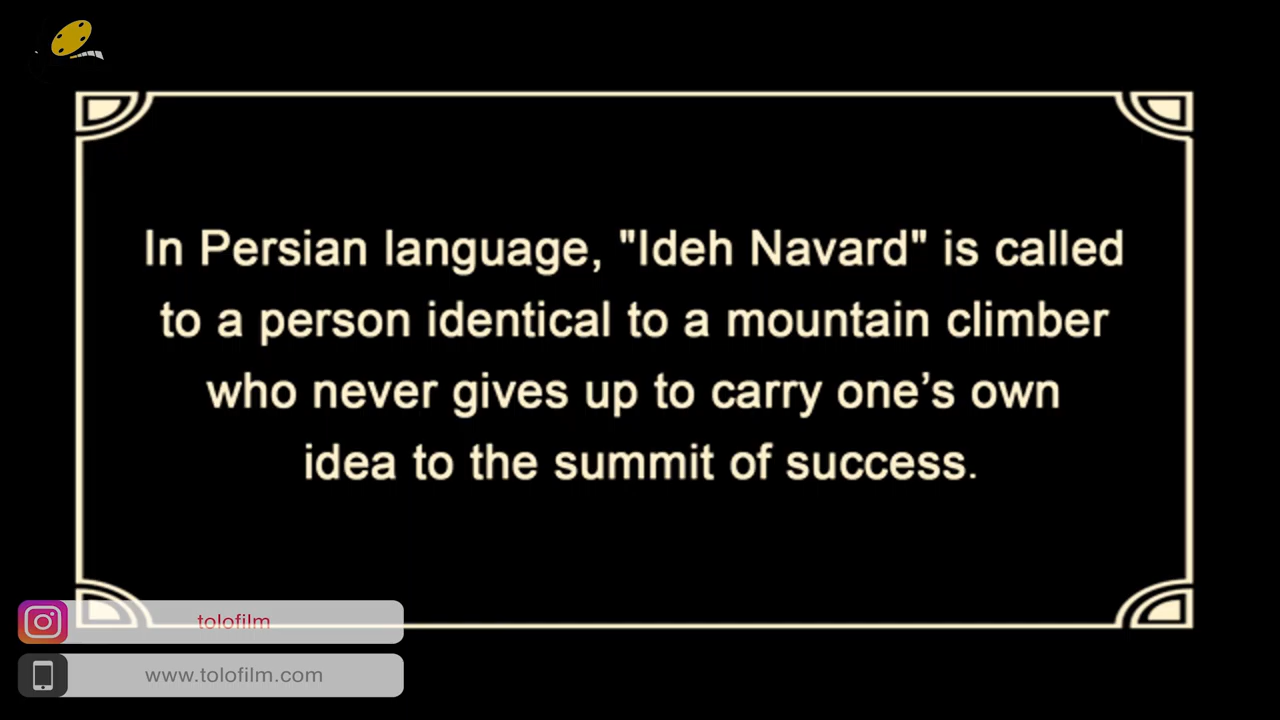 In Persian language, "Ideh Navard" is called
to a person identical to a mountain climber
who never gives up to carry one’s own
idea to the summit of success.
tolofilm
www.tolofilm.com